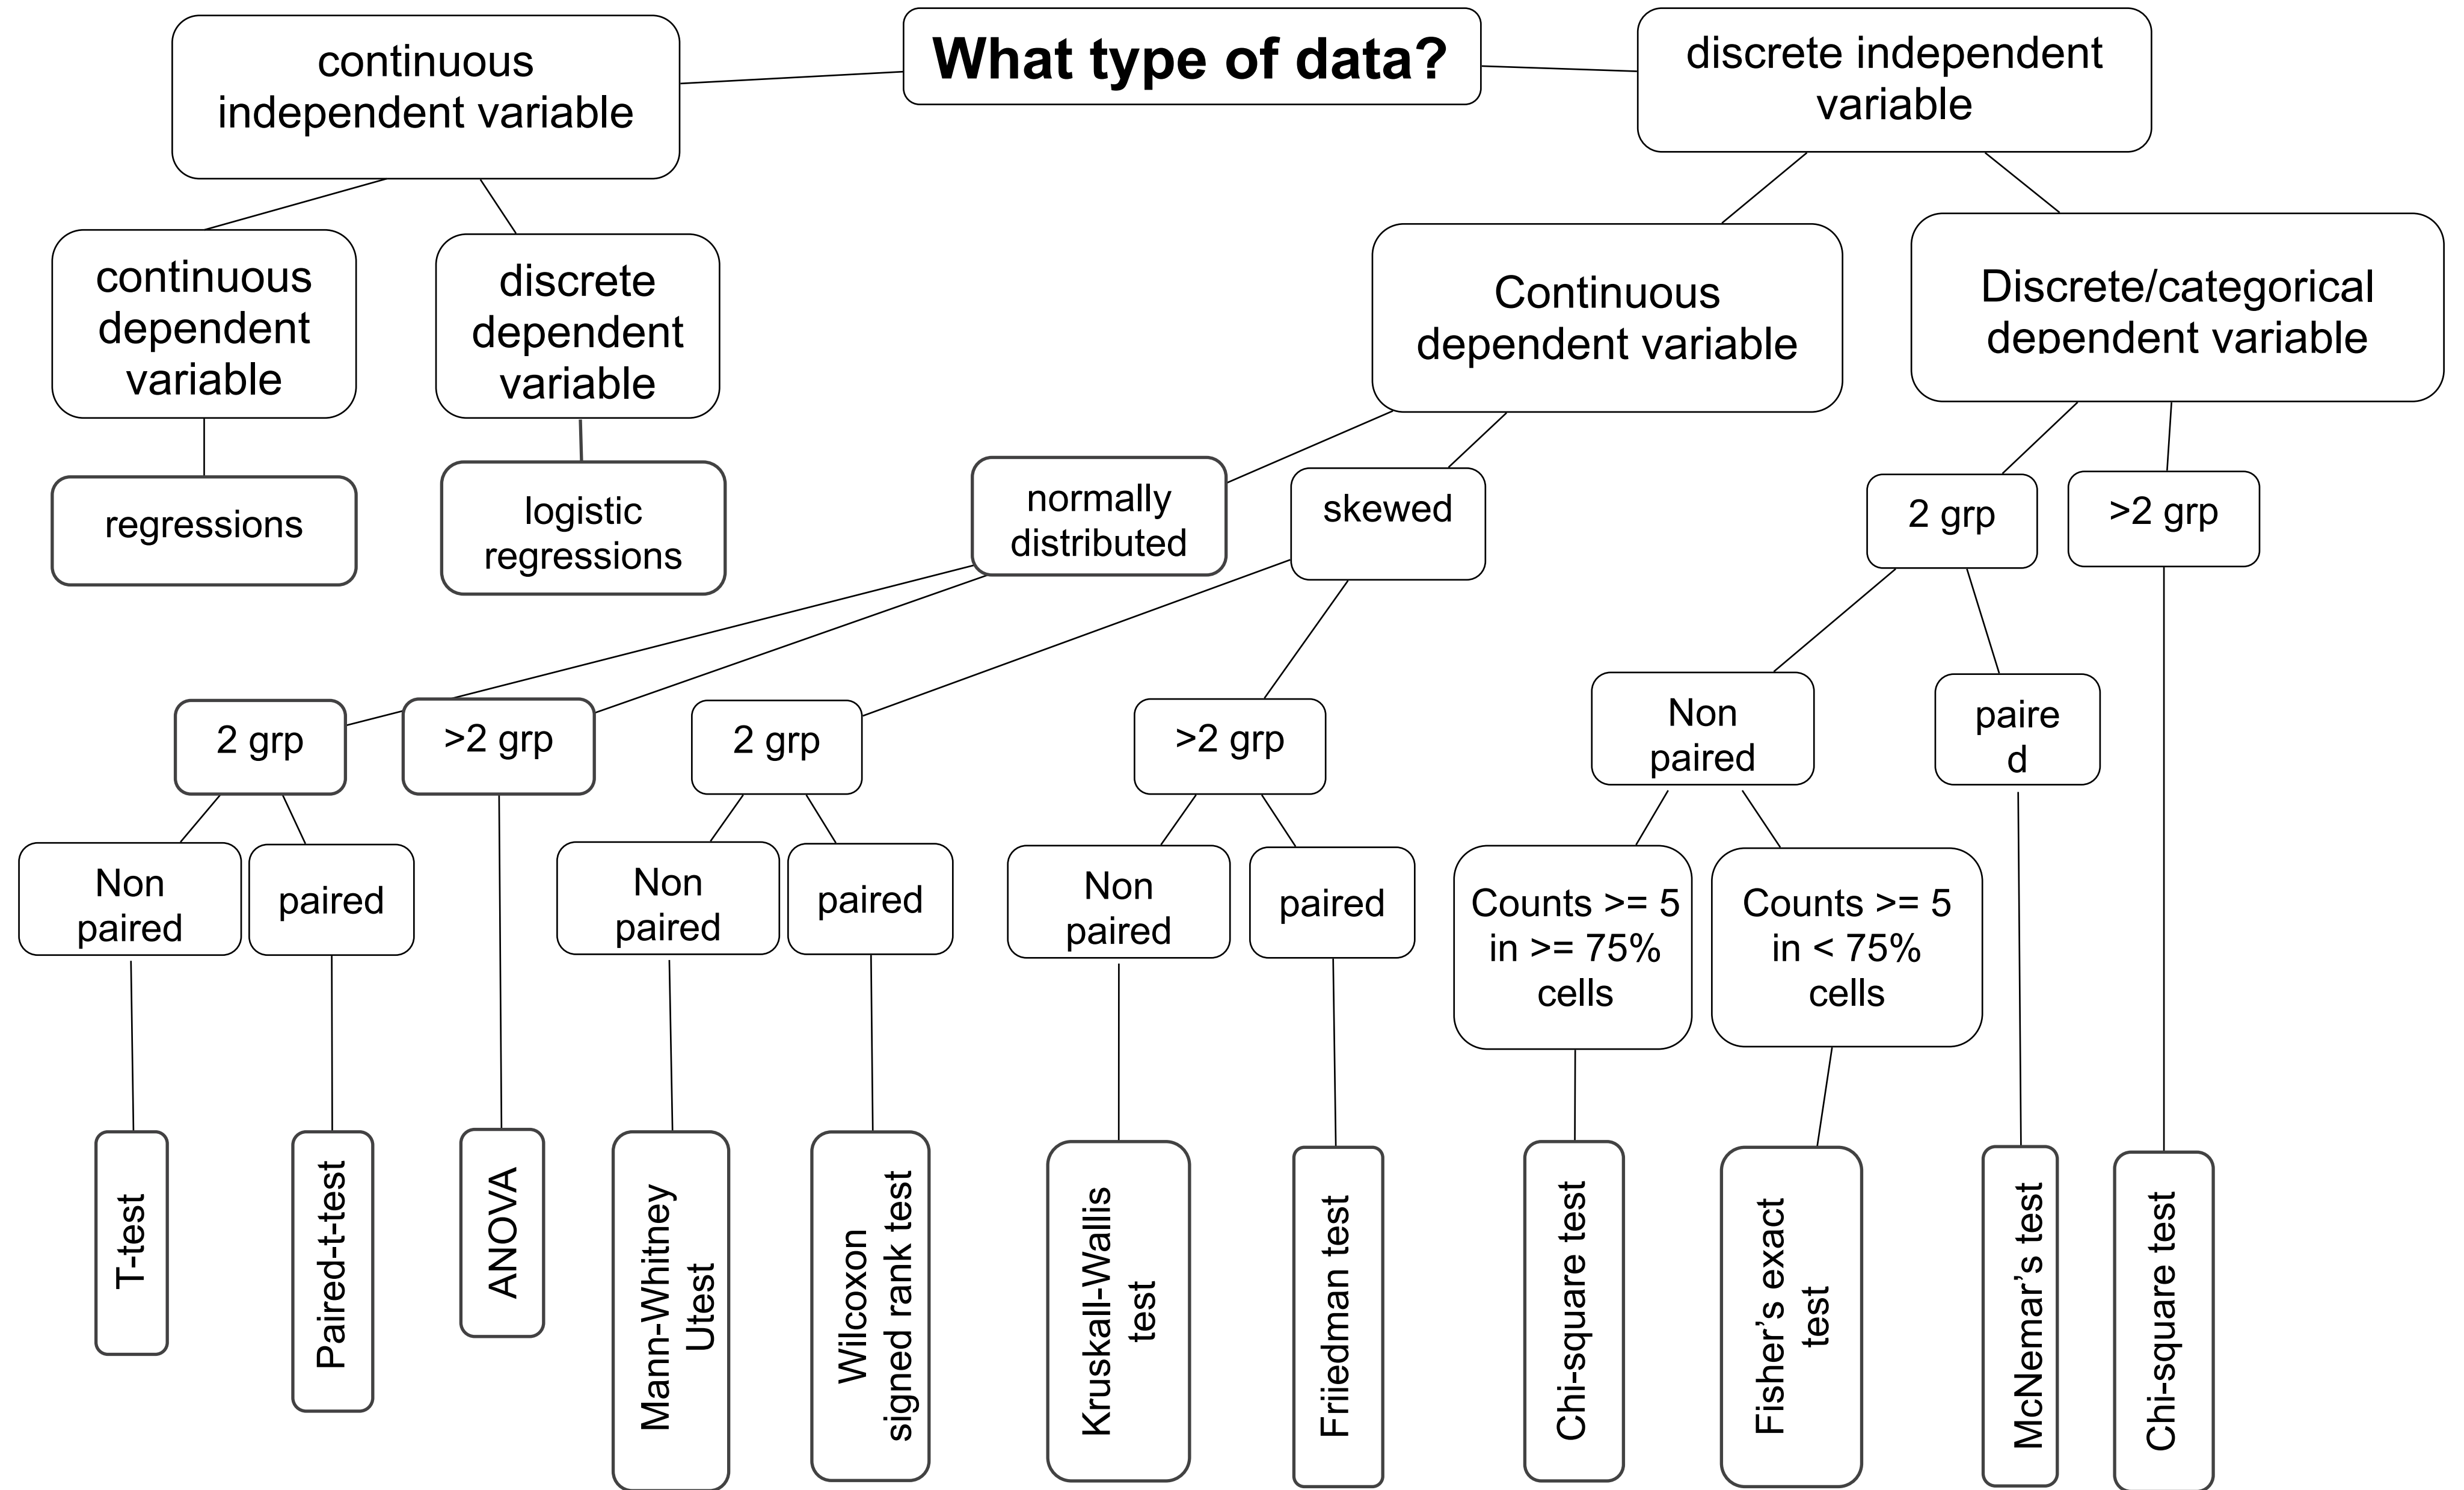 What type of data?
continuous
independent variable
discrete independent
variable
continuous
dependent
variable
discrete
dependent
variable
Continuous
dependent variable
Discrete/categorical
dependent variable
regressions
logistic
regressions
normally
distributed
skewed
2 grp
>2 grp
2 grp
>2 grp
2 grp
>2 grp
Non
paired
paire
d
Non
paired
paired
Non
paired
paired
Non
paired
paired
Counts >= 5
in >= 75%
cells
Counts >= 5
in < 75%
cells
T-test
Paired-t-test
ANOVA
Mann-Whitney
Utest
Wilcoxon
signed rank test
Kruskall-Wallis
test
Friiedman test
Chi-square test
Fisher’s exact
test
McNemar’s test
Chi-square test